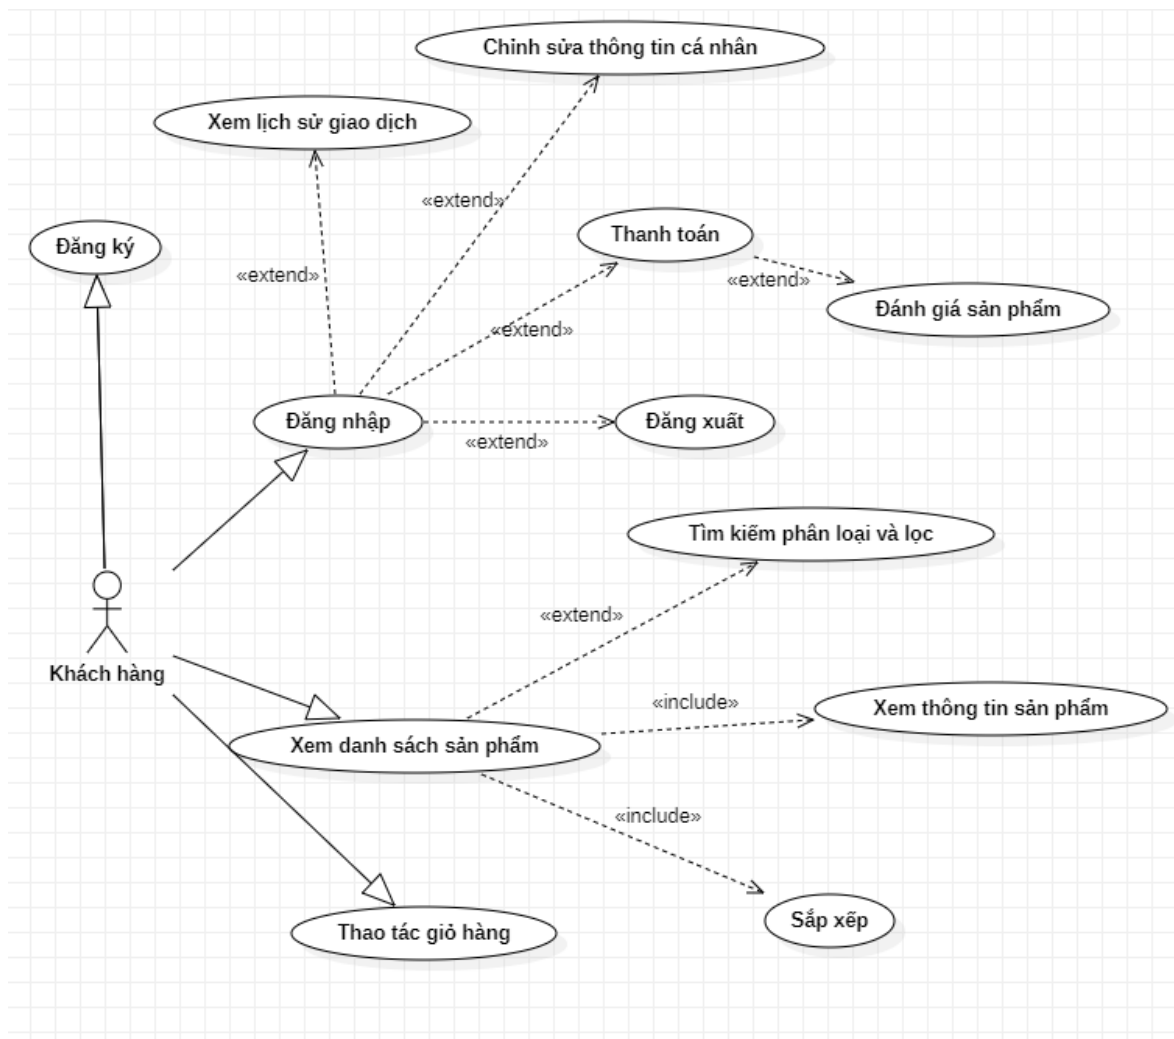 Chỉnh sửa thông tin cá nhân
Xem lịch sử giao dịch
«extend»
Thanh toán
Đăng ký
«extend»
«extend»
Đánh giá sản phẩm
«extend»
Đăng nhập
Đăng xuất
«extend»
Tìm kiếm phân loại và lọc
«extend»
Khách hàng
«include»
Xem thông tin sản phẩm
Xem danh sách sản phẩm
«include»
Sắp xếp
Thao tác giỏ hàng